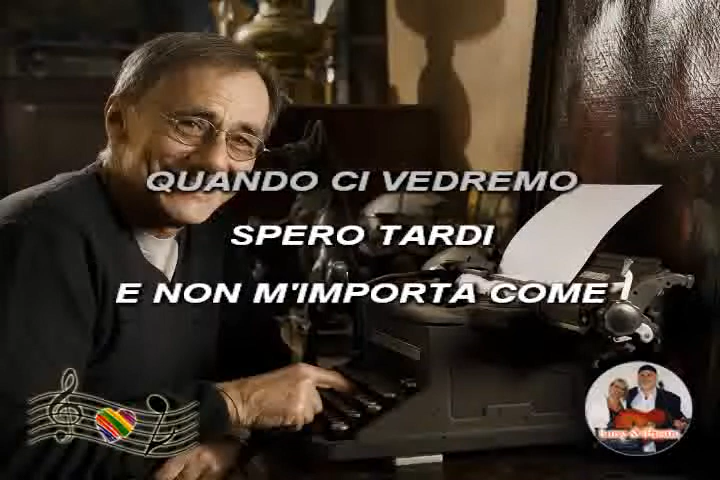 QUANDO CI VEDREMO
SPERO TARDI
E NON M'IMPORTA COME